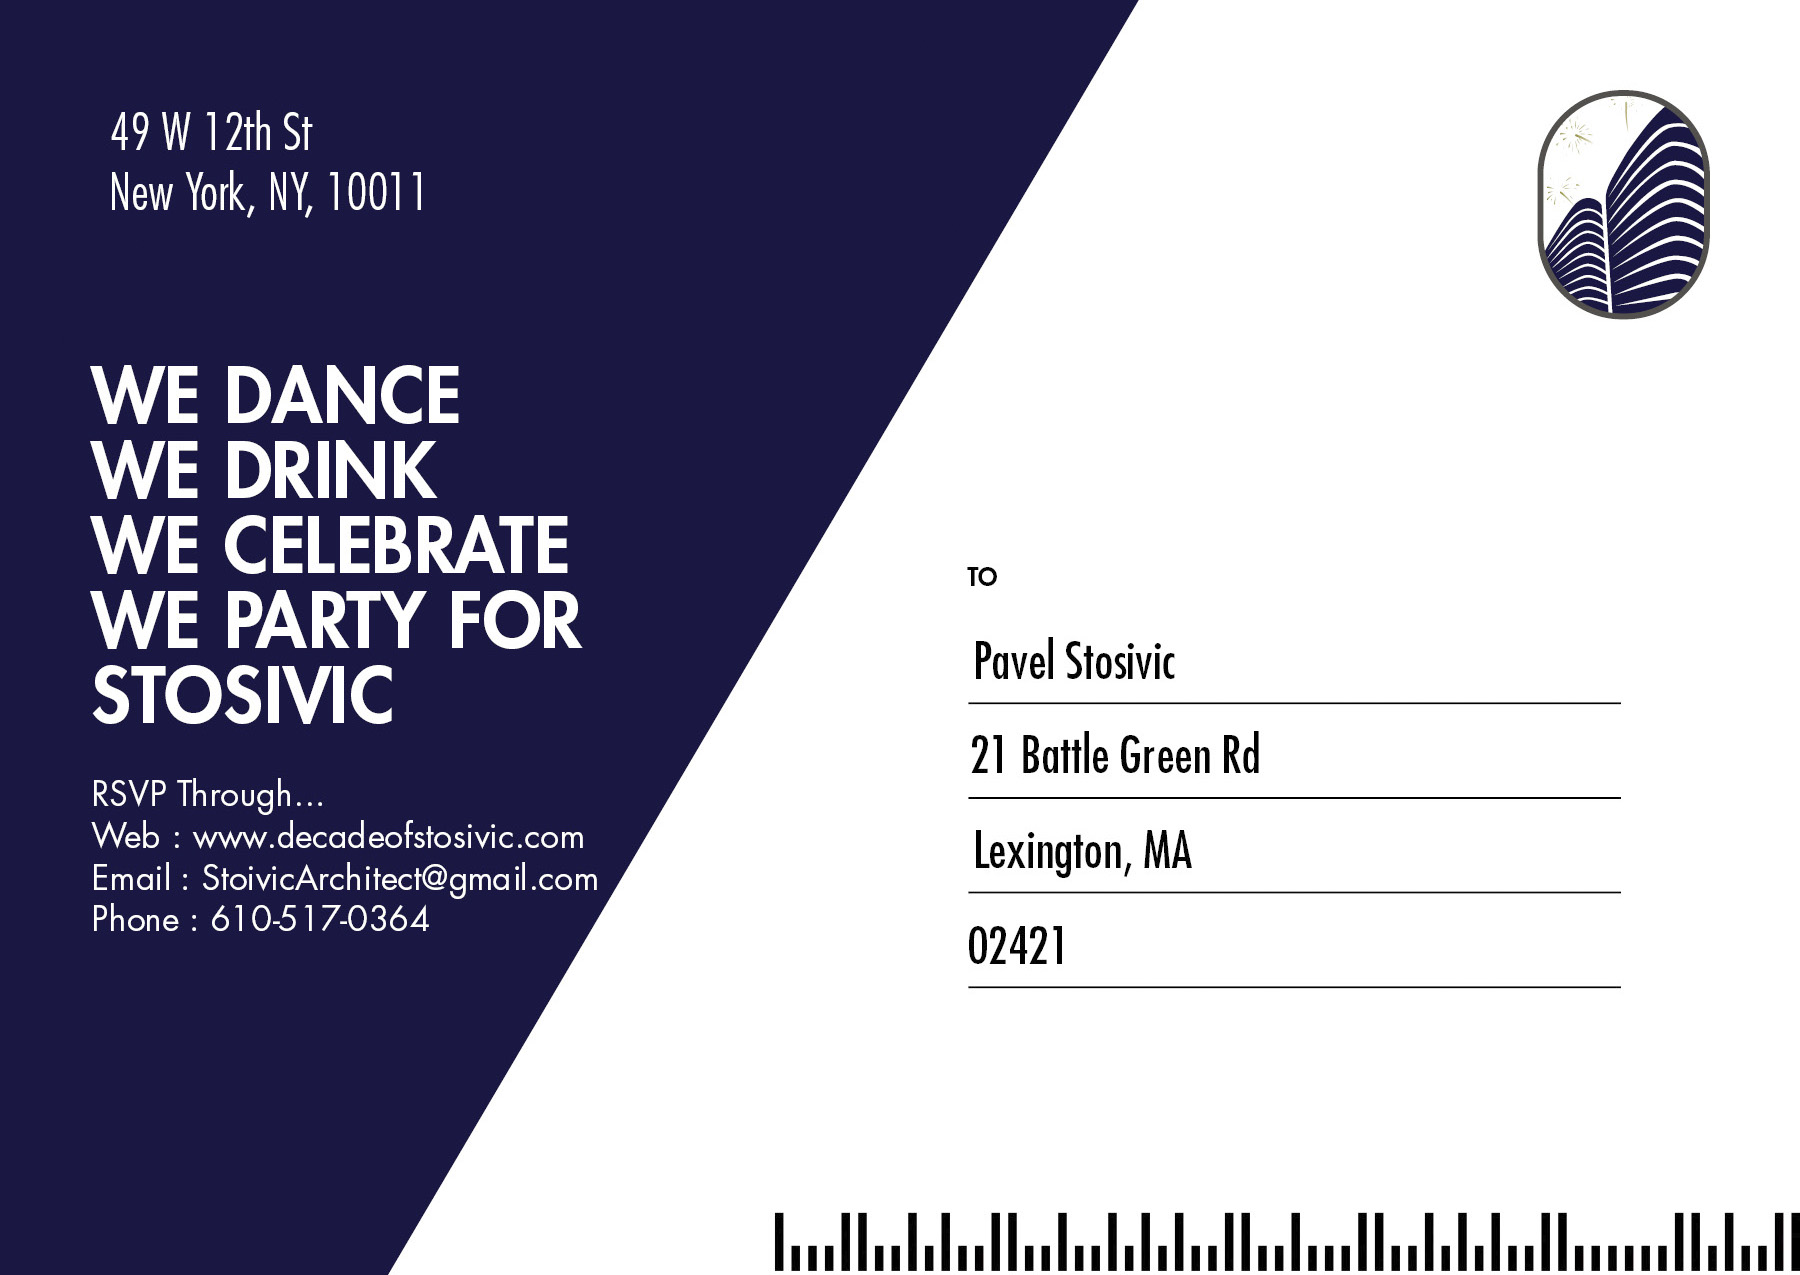 49 W 12th St
New York, NY, 10011
WE DANCE
WE DRINK
WE CELEBRATE
WE PARTY FOR
STOSIVIC
RSVP Through...
Web : www.decadeofstosivic.com
Email : StoivicArchitect@gmail.com
Phone : 610-517-0364
TO
Pavel Stosivic
21 Battle Green Rd
Lexington, MA
02421